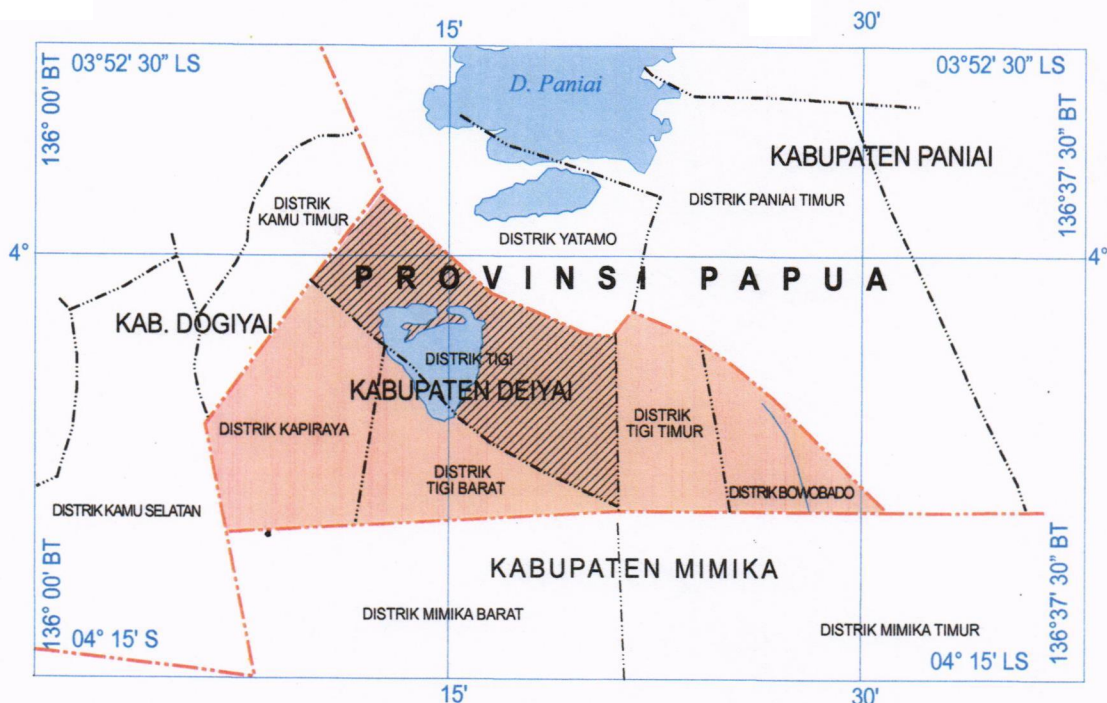 15'
30'
03°52' 30" LS
03°52' 30" LS
136° 00' BT
136°37' 30" BT
D. Paniai
KABUPATEN PANIAI
DISTRIK
KAMU TIMUR
DISTRIK PANIAI TIMUR
DISTRIK YATAMO
4°
4°
PROVINSI PAPUA
KAB. DOGIYAI
DISTRIK TIGI
KABUPATEN DEIYAI
DISTRIK KAPIRAYA
DISTRIK
TIGI TIMUR
DISTRIK
TIGI BARAT
DISTRIK BOWOBADO
DISTRIK KAMU SELATAN
KABUPATEN MIMIKA
136° 00' BT
136°37' 30" BT
DISTRIK MIMIKA BARAT
DISTRIK MIMIKA TIMUR
04° 15' S
04° 15' LS
15'
30'